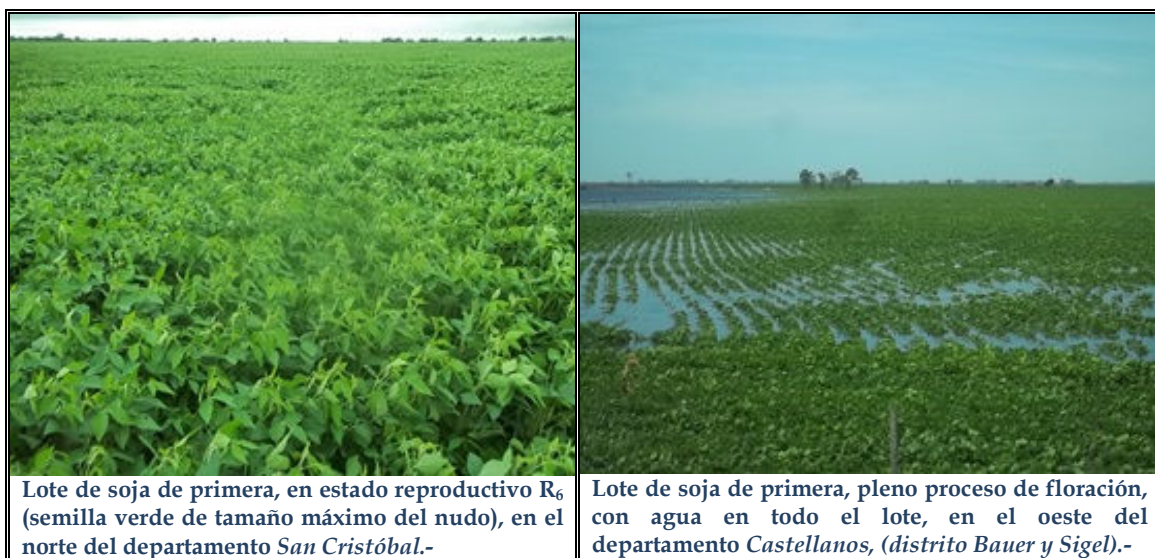 Lote de soja de primera, en estado reproductivo R₆
(semilla verde de tamaño máximo del nudo), en el
norte del departamento San Cristóbal.-
Lote de soja de primera, pleno proceso de floración,
con agua en todo el lote, en el oeste del
departamento Castellanos, (distrito Bauer y Sigel).-